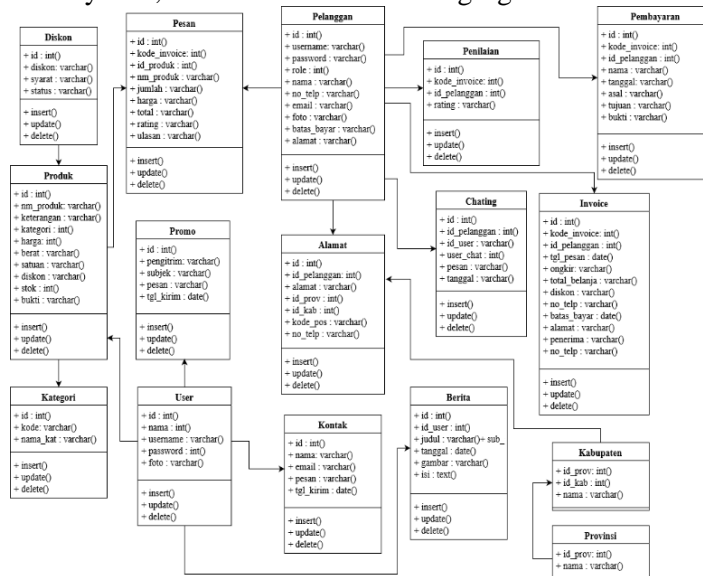 Diskon
+ id : int()
+ diskon: varchar()
+ syarat : varchar()
+ status : varchar()
+ insert()
+ update()
+ delete()
Pesan
+ id : int()
+ kode_invoice: int()
+ id_produk : int()
+ nm_produk : varchar()
+ jumlah : varchar()
+ harga : varchar()
+ total : varchar()
+ rating : varchar()
+ ulasan : varchar()
+ insert()
+ update()
+ delete()
Pelanggan
+ id : int()
+ username: varchar()
+ password : varchar()
+ role : int()
+ nama : varchar()
+ no_telp : varchar()
+ email : varchar()
+ foto : varchar()
+ batas_bayar : varchar()
+ alamat : varchar()
+ insert()
+ update()
+ delete()
Penilaian
+ id : int()
+ kode_invoice: int()
+ id_pelanggan : int()
+ rating : varchar()
+ insert()
+ update()
+ delete()
Pembayaran
+ id : int()
+ kode_invoice: int()
+ id_pelanggan : int()
+ nama : varchar()
+ tanggal: varchar()
+ asal : varchar()
+ tujuan : varchar()
+ bukti : varchar()
+ insert()
+ update()
+ delete()
Produk
+ id : int()
+ nm_produk: varchar()
+ keterangan: varchar()
+ kategori : int()
+ harga: int()
+ berat : varchar()
+ satuan : varchar()
+ diskon : varchar()
+ stok : int()
+ bukti : varchar()
+ insert()
+ update()
+ delete()
Promo
+ id : int()
+ pengitrim : varchar()
+ subjek : varchar()
+ pesan : varchar()
+ tgl_kirim : date()
+ insert()
+ update()
+ delete()
Alamat
+ id : int()
+ id_pelanggan: int()
+ alamat : varchar()
+ id_prov : int()
+ id_kab : int()
+ kode_pos : varchar()
+ no_telp : varchar()
+ insert()
+ update()
+ delete()
Chating
+ id : int()
+ id_pelanggan : int()
+ id_user : varchar()
+ user_chat : int()
+ pesan : varchar()
+ tanggal : varchar()
+ insert()
+ update()
+ delete()
Invoice
+ id : int()
+ kode_invoice: int()
+ id_pelanggan : int()
+ tgl_pesan : date()
+ ongkir : varchar()
+ total_belanja : varchar()
+ diskon : varchar()
+ no_telp : varchar()
+ batas_bayar : date()
+ alamat : varchar()
+ penerima : varchar()
+ no_telp : varchar()
+ insert()
+ update()
+ delete()
Kategori
+ id : int()
+ kode: varchar()
+ nama_kat : varchar()
+ insert()
+ update()
+ delete()
User
+ id : int()
+ nama : int()
+ username : varchar()
+ password : int()
+ foto : varchar()
+ insert()
+ update()
+ delete()
Kontak
+ id : int()
+ nama: varchar()
+ email : varchar()
+ pesan : varchar()
+ tgl_kirim : date()
+ insert()
+ update()
+ delete()
Berita
+ id : int()
+ id_user : int()
+ judul : varchar()+ sub_
+ tanggal : date()
+ gambar : varchar()
+ isi : text()
+ insert()
+ update()
+ delete()
Kabupaten
+ id_prov: int()
+ id_kab : int()
+ nama : varchar()
Provinsi
+ id_prov: int()
+ nama : varchar()